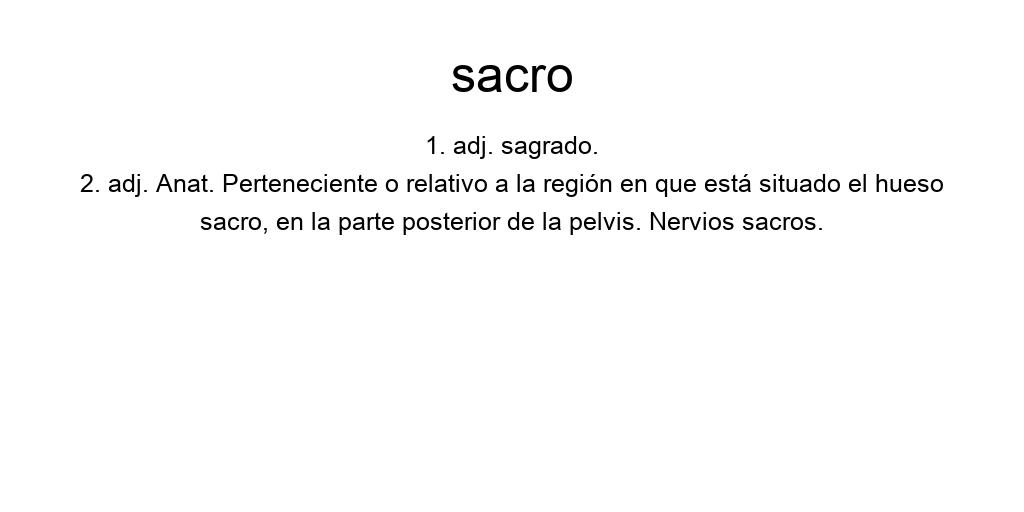 sacro
1. adj. sagrado.
2. adj. Anat. Perteneciente o relativo a la región en que está situado el hueso
sacro, en la parte posterior de la pelvis. Nervios sacros.